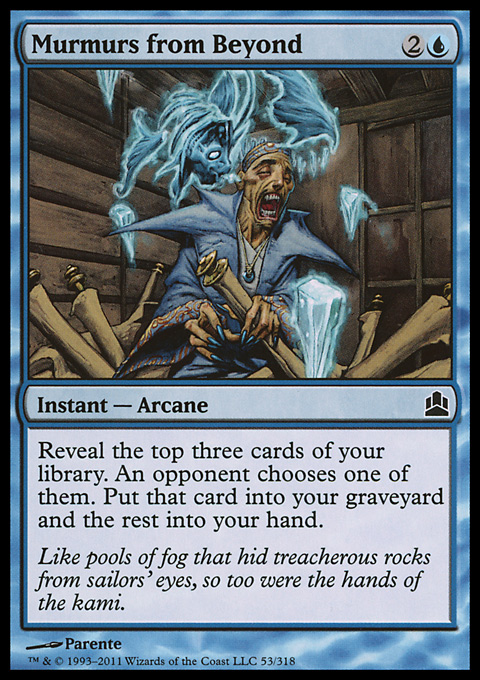 Murmurs from Beyond 2
Instant — Arcane
Reveal the top three cards of your
library. An opponent chooses one of
them. Put that card into your graveyard
and the rest into your hand.
Like pools of fog that hid treacherous rocks
from sailors' eyes, so too were the hands of
the kami.
Parente
™ & © 1993–2011 Wizards of the Coast LLC 53/318